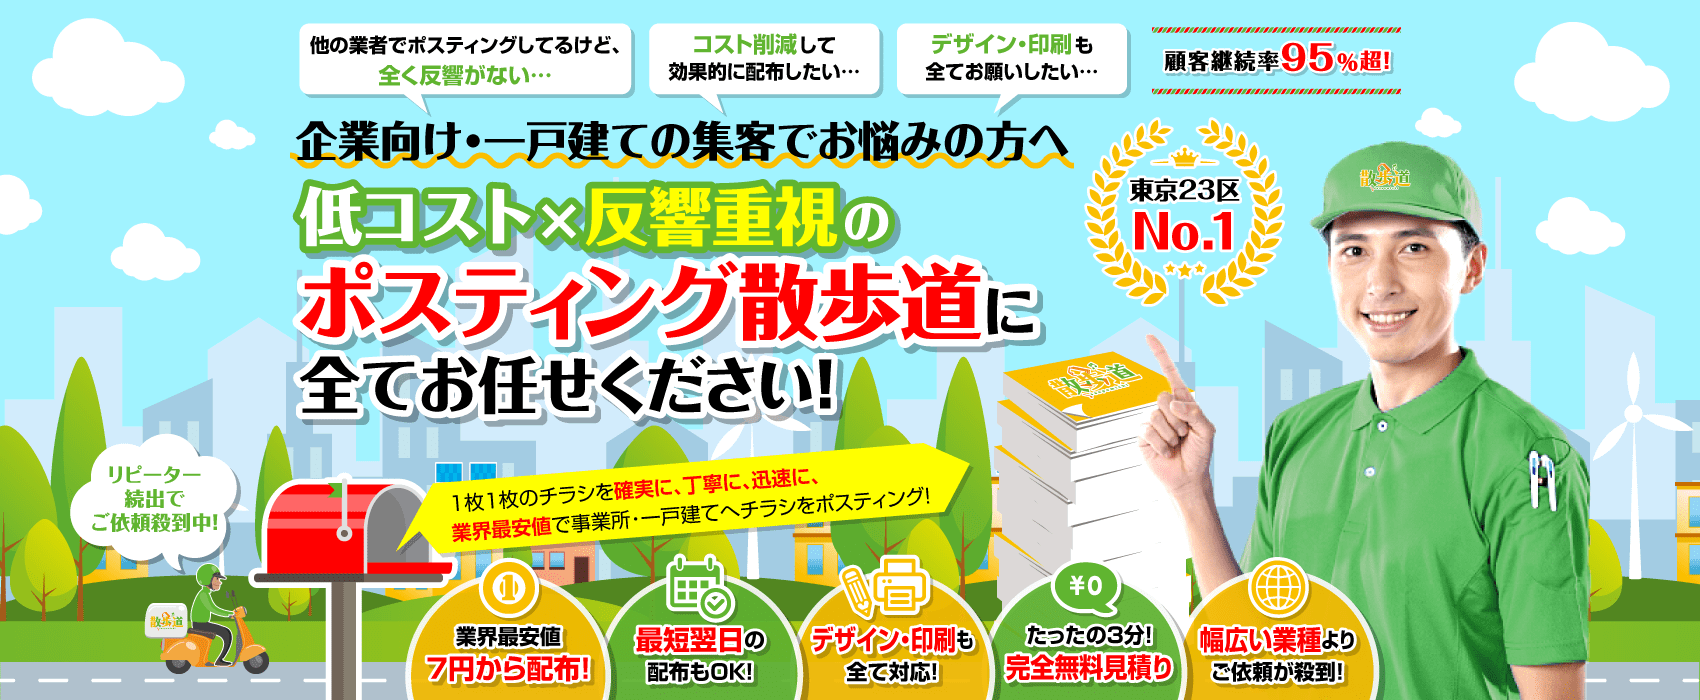 他の業者でポスティングしてるけど、
全く反響がない…
コスト削減して
効果的に配布したい…
デザイン・印刷も
全てお願いしたい…
顧客継続率95%超!
企業向け・一戸建ての集客でお悩みの方へ
低コスト×反響重視の
ポスティング散歩道に
全てお任せください!
東京23区
No.1
散歩道
散歩道
リピーター
続出で
ご依頼殺到中!
1枚1枚のチラシを確実に、丁寧に、迅速に、
業界最安値で事業所・一戸建てへチラシをポスティング!
散歩道
1
業界最安値
7円から配布!
最短翌日の
配布もOK!
デザイン・印刷も
全て対応!
¥0
たったの3分!
完全無料見積り
幅広い業種より
ご依頼が殺到!